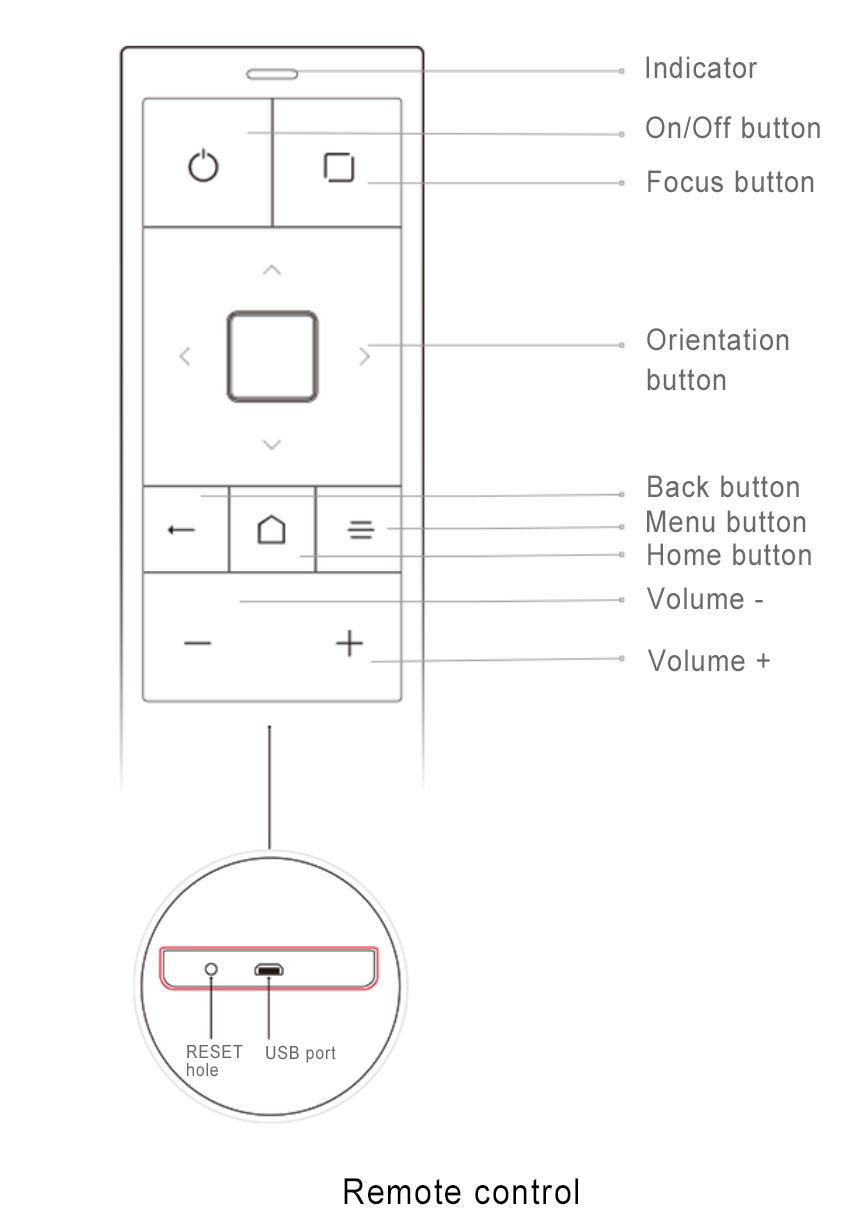 Indicator
On/Off button
Focus button
Orientation
button
Back button
Menu button
Home button
Volume -
Volume +
RESET
hole
USB port
Remote control